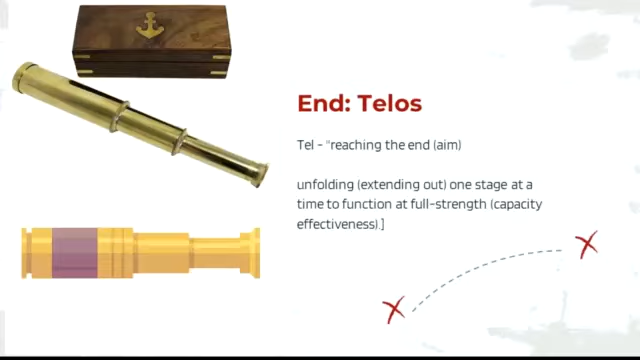 End: Telos
Tel - "reaching the end (aim)
unfolding (extending out) one stage at a
time to function at full-strength (capacity
effectiveness).]